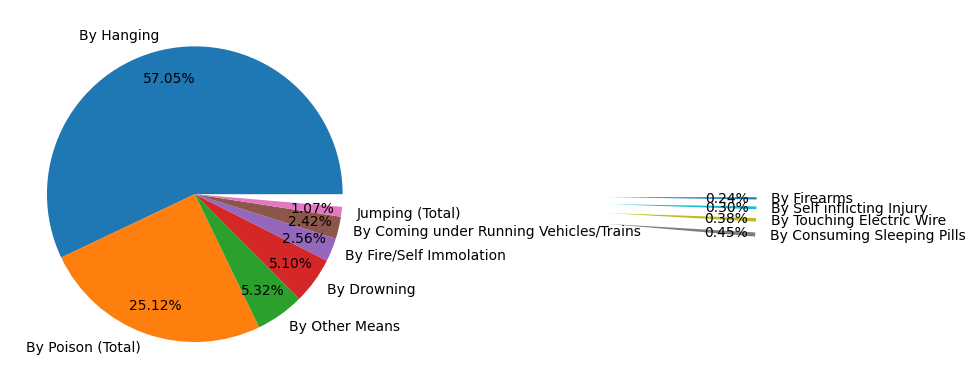 By Hanging
57.05%
By Poison (Total)
25.12%
By Other Means
5.32%
By Drowning
5.10%
By Fire/Self Immolation
2.56%
By Coming under Running Vehicles/Trains
2.42%
Jumping (Total)
1.07%
By Consuming Sleeping Pills
0.45%
By Touching Electric Wire
0.38%
By Self inflicting Injury
0.30%
By Firearms
0.24%